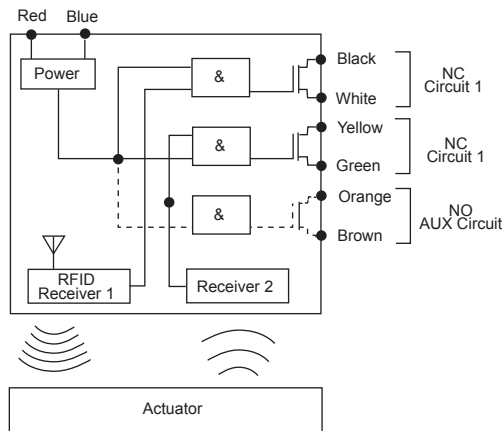 Red Blue
Power
&
Black
White
NC
Circuit 1
&
Yellow
Green
NC
Circuit 1
&
Orange
Brown
NO
AUX Circuit
RFID
Receiver 1
Receiver 2
Actuator